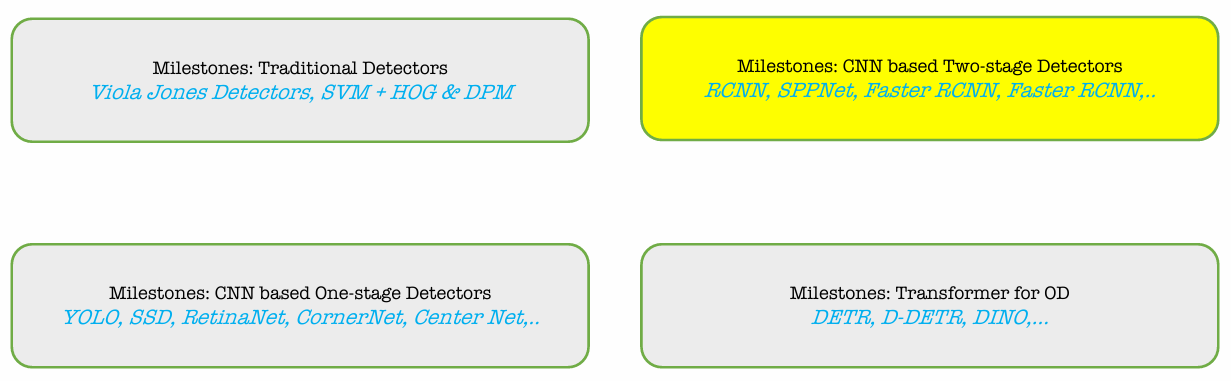 Milestones: Traditional Detectors
Viola Jones Detectors, SVM + HOG & DPM
Milestones: CNN based Two-stage Detectors
RCNN, SPPNet, Faster RCNN, Faster RCNN,..
Milestones: CNN based One-stage Detectors
YOLO, SSD, RetinaNet, CornerNet, Center Net,..
Milestones: Transformer for OD
DETR, D-DETR, DINO,...